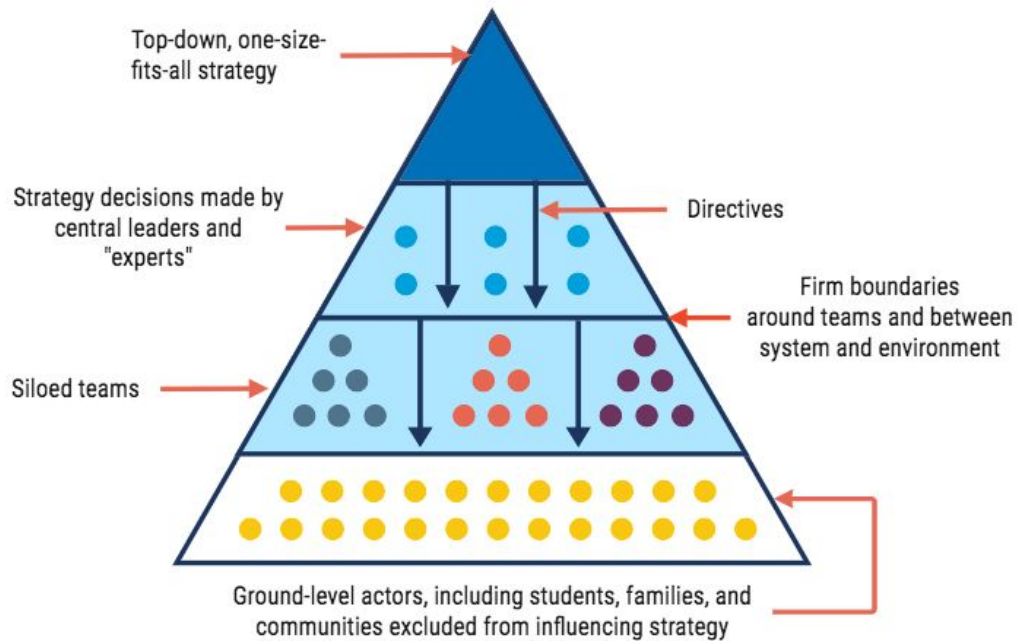 Top-down, one-size-
fits-all strategy
Strategy decisions made by
central leaders and
"experts"
Directives
Firm boundaries
around teams and between
system and environment
Siloed teams
Ground-level actors, including students, families, and
communities excluded from influencing strategy